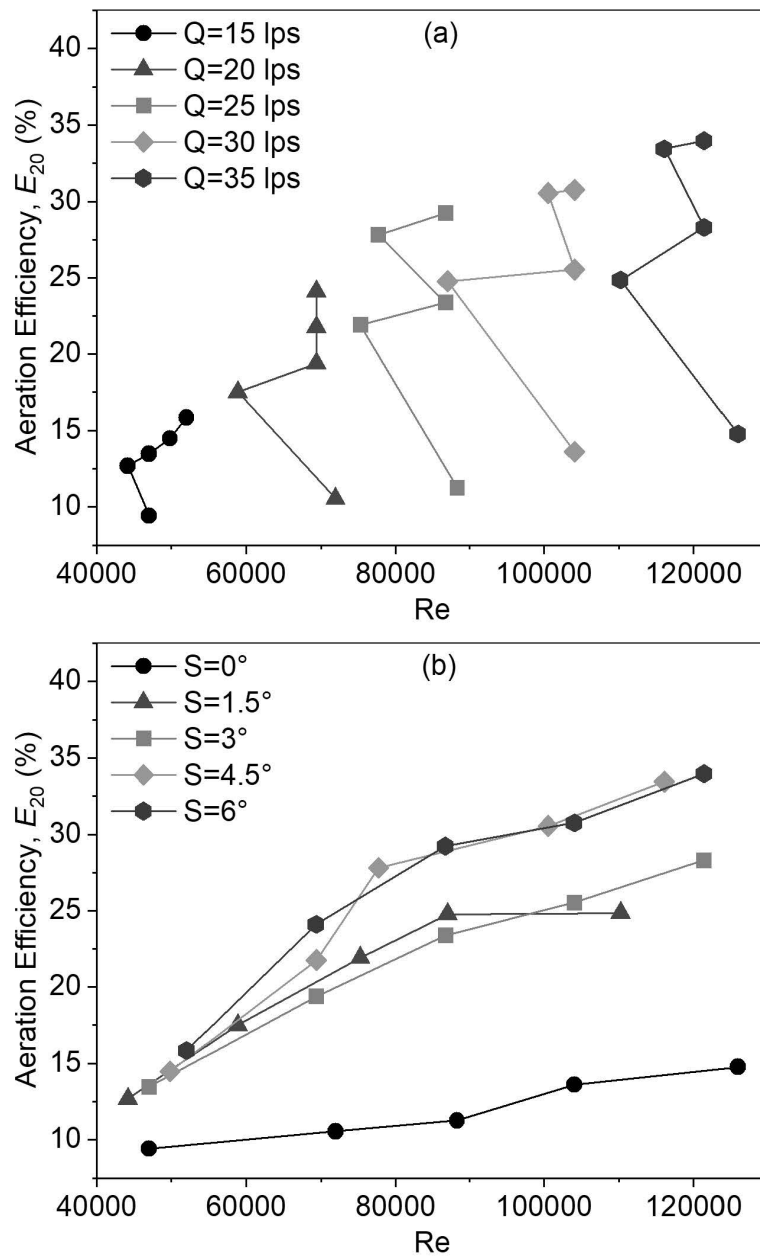 (a)
Q=15 lps
Q=20 lps
Q=25 lps
Q=30 lps
Q=35 lps
Aeration Efficiency, E20 (%)
40
35
30
25
20
15
10
40000 60000 80000 100000 120000
Re
(b)
S=0°
S=1.5°
S=3°
S=4.5°
S=6°
Aeration Efficiency, E20 (%)
40
35
30
25
20
15
10
40000 60000 80000 100000 120000
Re